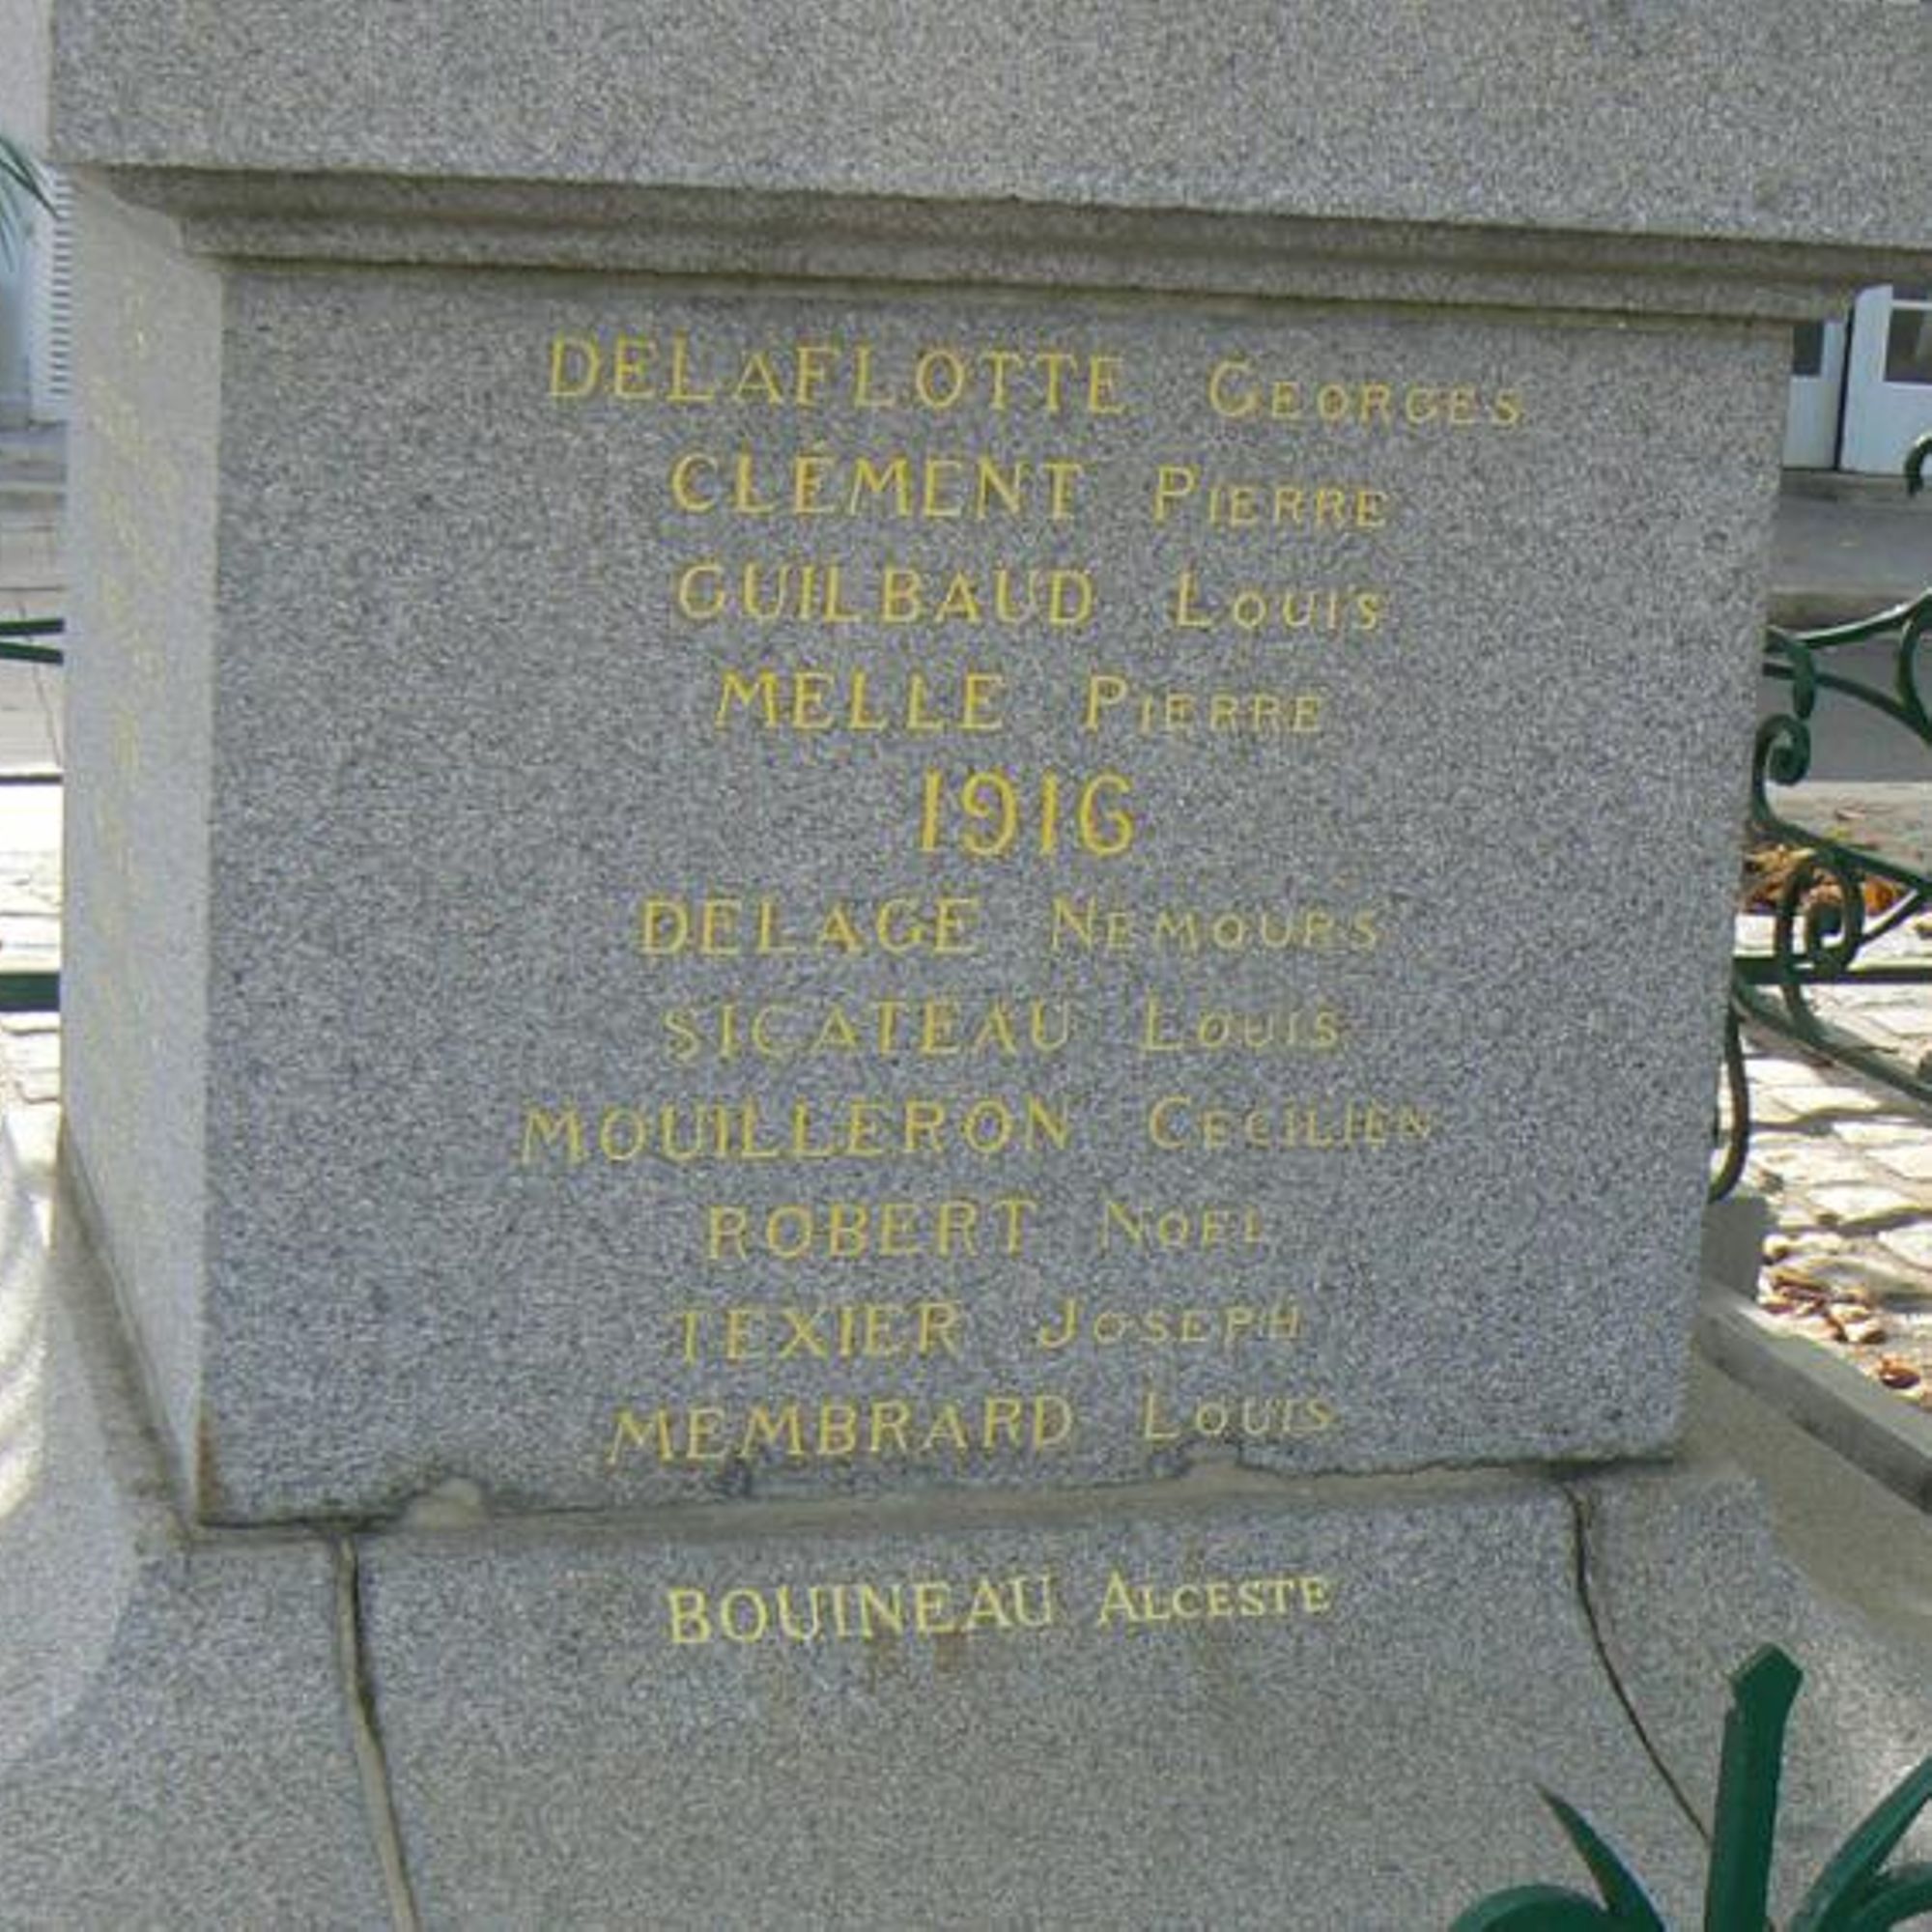 DELAFLOTTE GEORGES
CLÉMENT PIERRE
GUILBAUD LOUIS
MELLE PIERRE
1916
DELAGE NEMOURS
SICATEAU LOUIS
MOUILLERON CECILIEN
ROBERT NOEL
TEXIER JOSEPH
MEMBRARD LOUIS
BOUINEAU ALCESTE